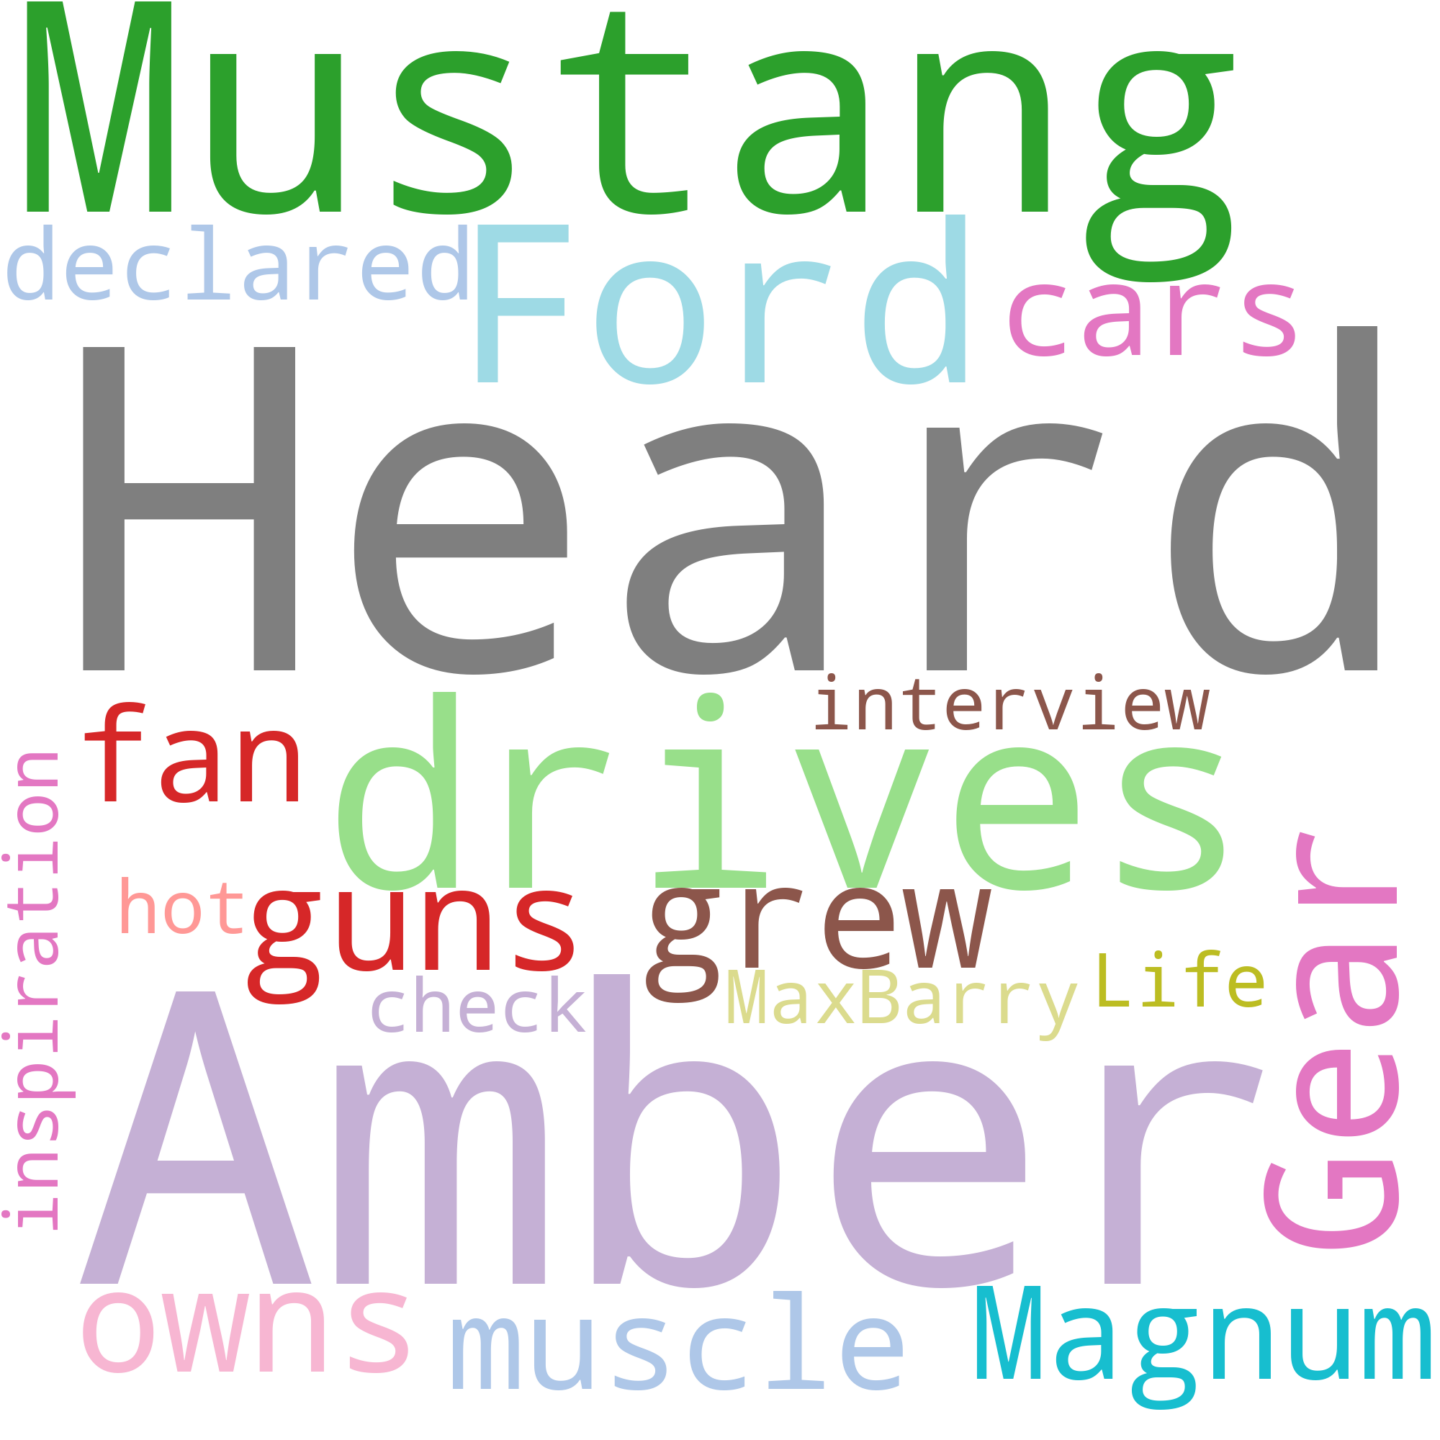 Mustang
declared
Ford
cars
Heard
interview
fan
drives
inspiration
hot
guns
grew
Gear
check
MaxBarry
Life
Amber
owns
muscle
Magnum